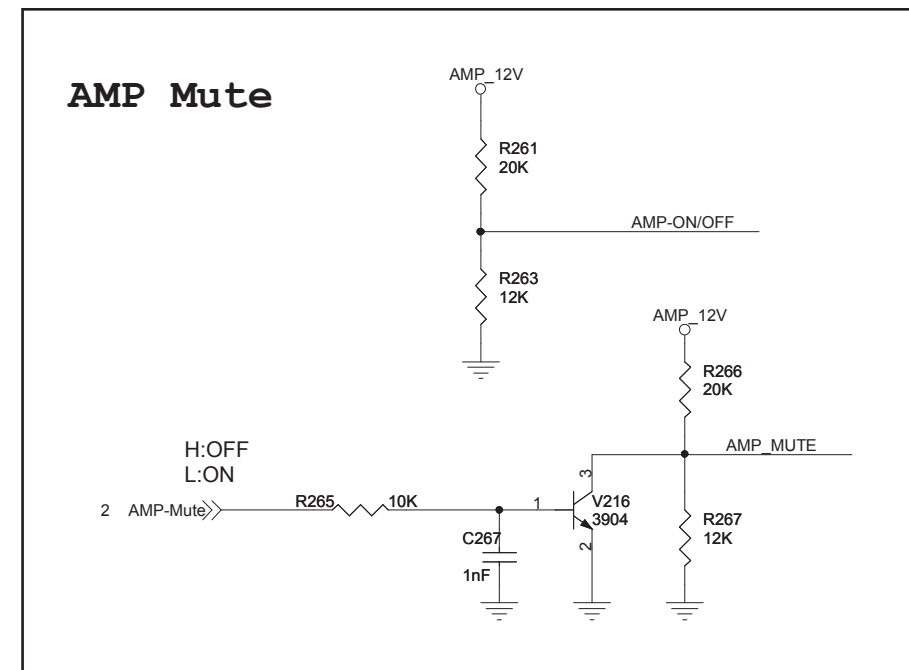 AMP Mute
AMP_12V
R261
20K
AMP-ON/OFF
R263
12K
AMP_12V
R266
20K
AMP_MUTE
H:OFF
L:ON
2 AMP-Mute
R265 10K
1
3
V216
3904
2
C267
1nF
R267
12K